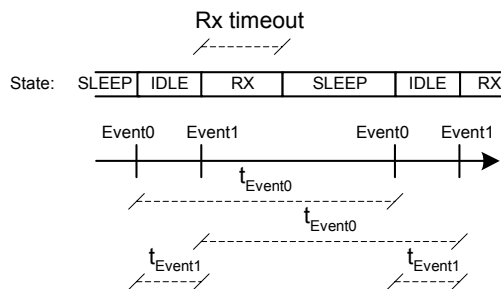 Rx timeout
State: SLEEP IDLE RX SLEEP IDLE RX
Event0 Event1 Event0 Event1
tEvent0
tEvent0
tEvent1 tEvent1